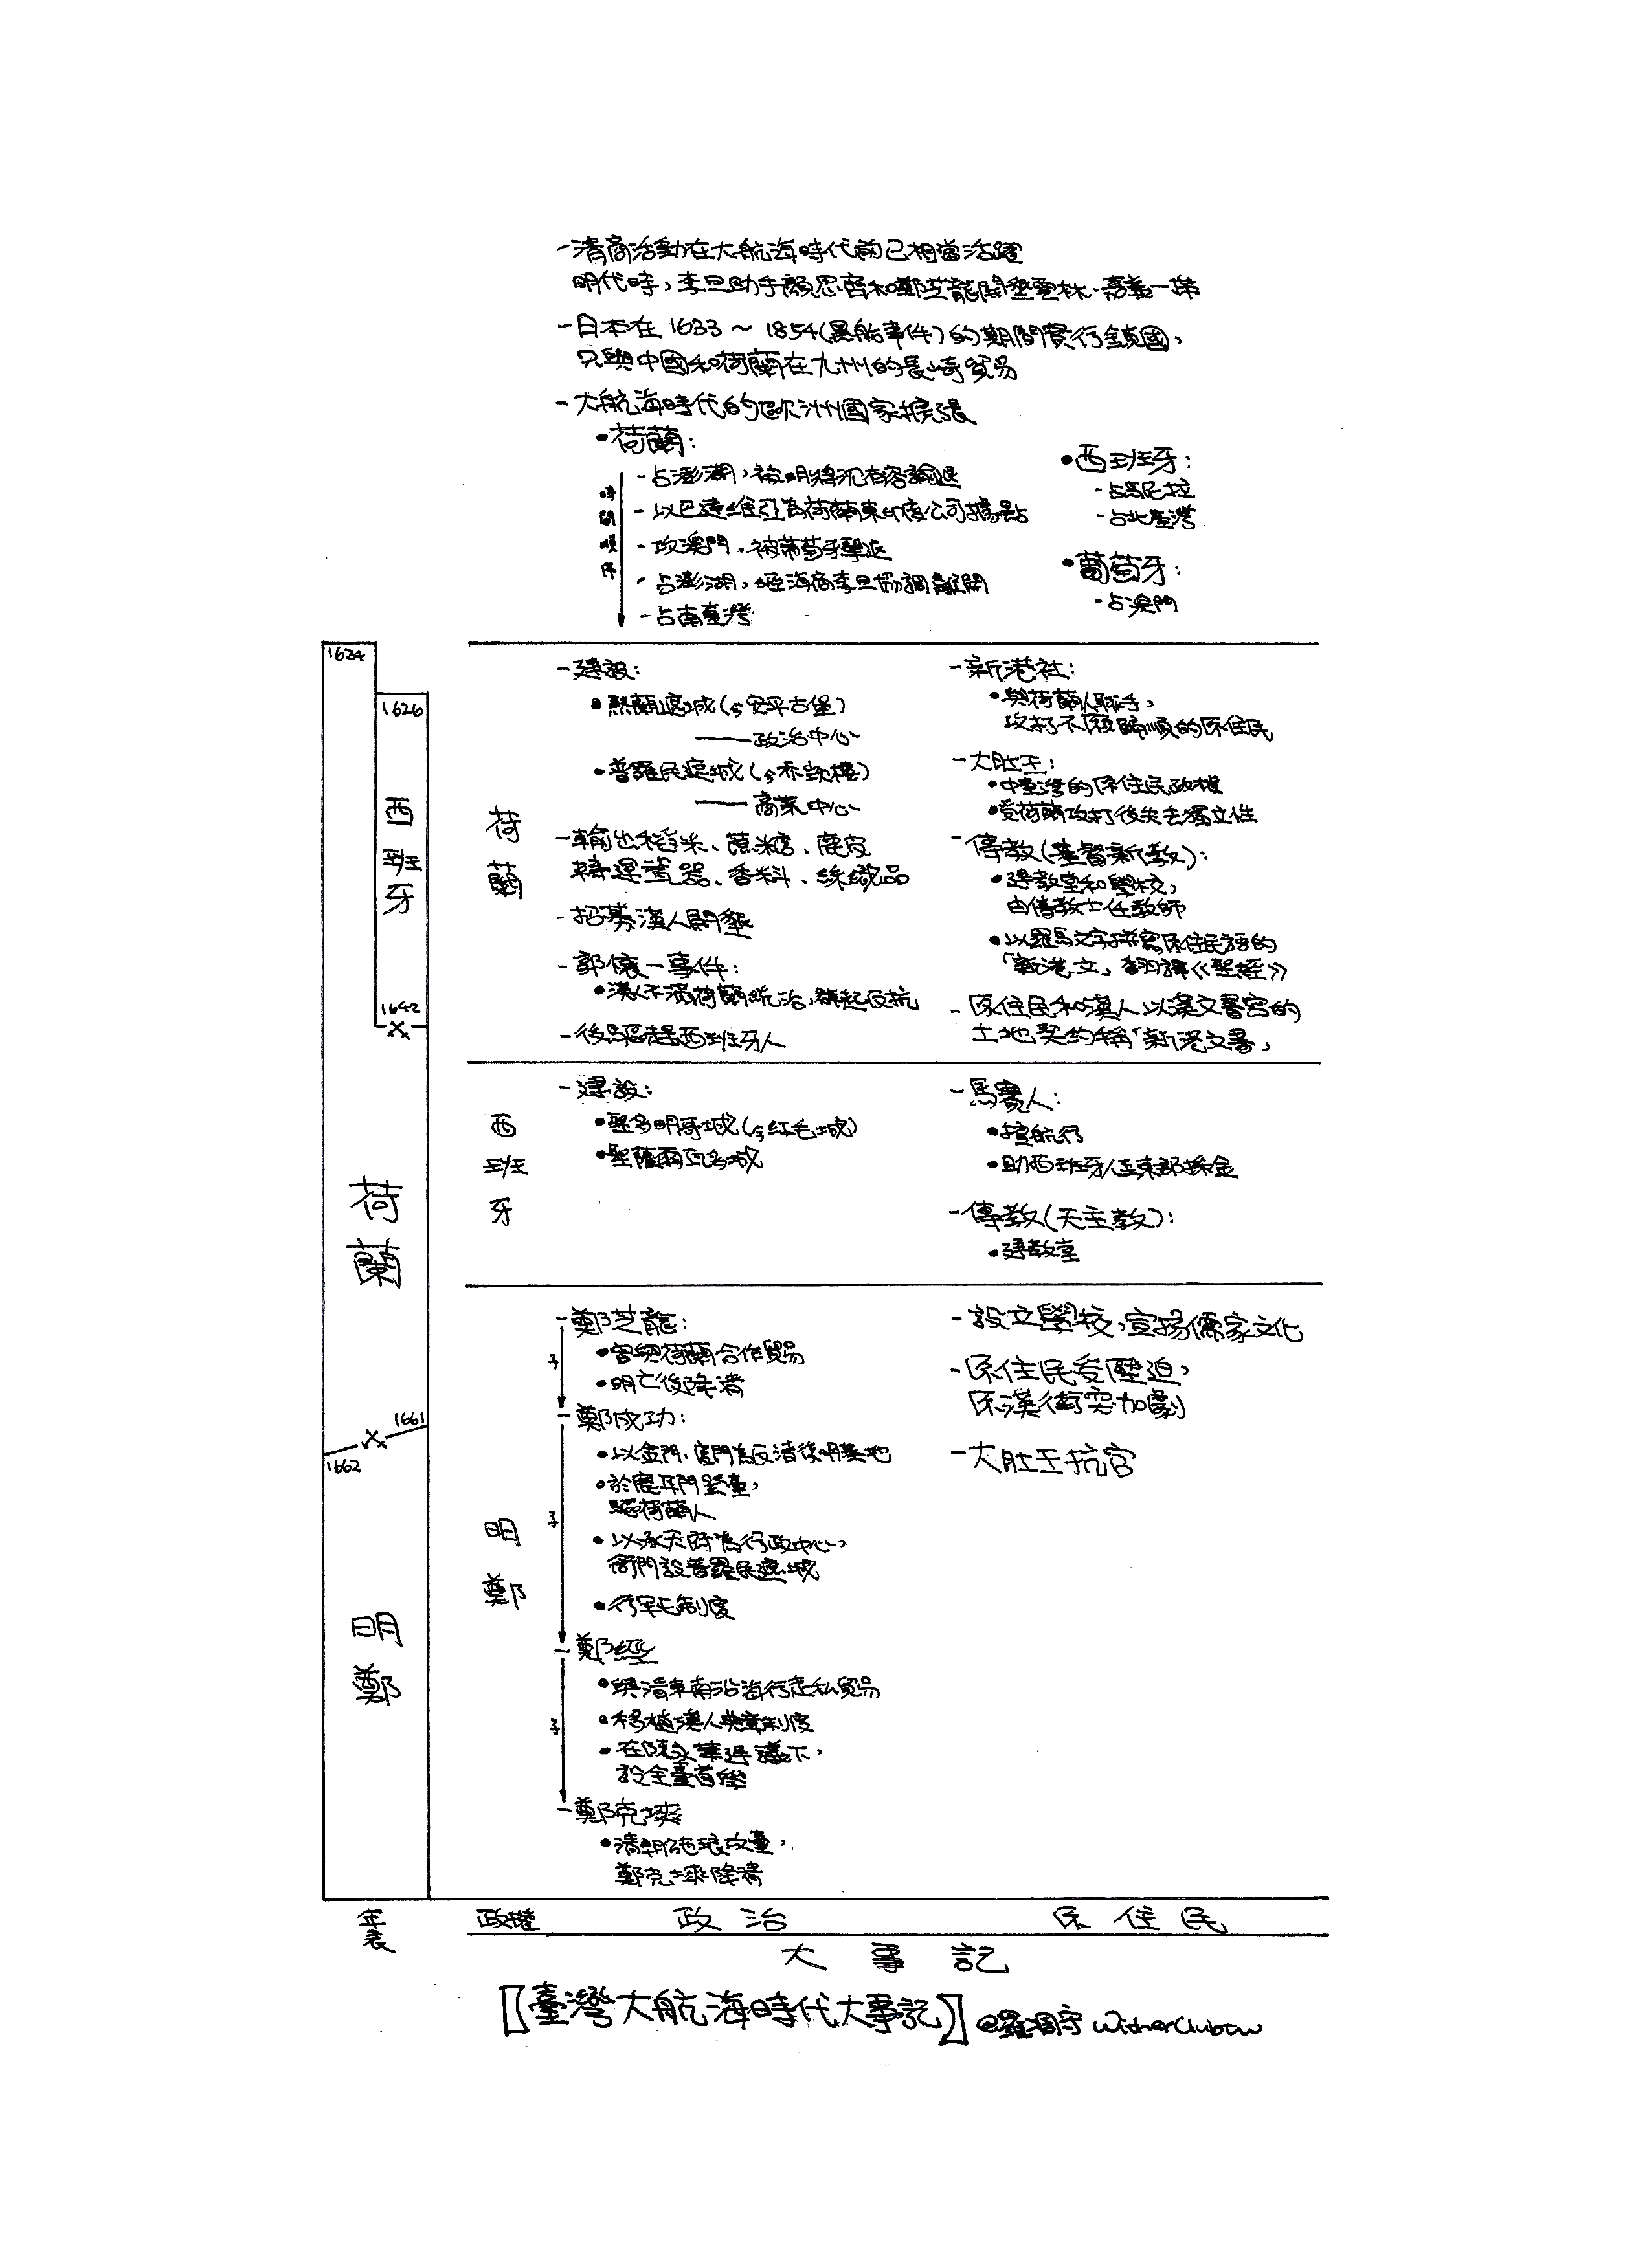 -清商活動在大航海時代前已相當活躍
明代時，李旦助手顏思齊和鄭芝龍開墾雲林、嘉義一帶
-日本在1633～1854(黑船事件)的期間實行鎖國，
只與中國和荷蘭在九州的長崎貿易
-大航海時代的歐洲國家擴張
•荷蘭：
時間順序
-占澎湖，被明將沉有容諭退
-以巴達維亞為荷蘭東印度公司據點
-攻澳門，被葡萄牙擊退
-占澎湖，經海商李旦協調離開
-占南臺灣
•西班牙：
-占馬尼拉
-占北臺灣
•葡萄牙：
-占澳門
1624
1626
西班牙
1642
荷蘭
1661
1662
明鄭
荷蘭
-建設：
•熱蘭遮城(今安平古堡)
——政治中心
•普羅民遮城(今赤崁樓)
——商業中心
-輸出稻米、蔗糖、鹿皮
轉運瓷器、香料、絲織品
-招募漢人開墾
-郭懷一事件：
•漢人不滿荷蘭統治，群起反抗
-後驅趕西班牙人
-新港社：
•與荷蘭人聯手，
攻打不願歸順的原住民
-大肚王：
•中臺灣的原住民政權
•受荷蘭攻打後失去獨立性
-傳教(基督新教)：
•建教堂和學校，
由傳教士任教師
•以羅馬文字拼寫原住民語的
「新港文」翻譯《聖經》
-原住民和漢人以漢文書寫的
土地契約稱「新港文書」
西班牙
-建設：
•聖多明哥城(今紅毛城)
•聖薩爾瓦多城
-馬賽人：
•擅航行
•助西班牙人至東部採金
-傳教(天主教)：
•建教堂
明鄭
-鄭芝龍：
•曾與荷蘭合作貿易
•明亡後降清
子
-鄭成功：
•以金門、廈門為反清復明基地
•於鹿耳門登臺，
驅荷蘭人
•以承天府為行政中心，
衙門設普羅民遮城
•行軍屯制度
子
-鄭經
•與清東南沿海行走私貿易
•移植漢人典章制度
•在陳永華建議下，
設全臺首學
子
-鄭克塽
•清朝施琅攻臺，
鄭克塽降清
-設立學校，宣揚儒家文化
-原住民受壓迫，
原漢衝突加劇
-大肚王抗官
年表
政權
政治
原住民
大事記
〖臺灣大航海時代大事記〗@羅潤宇 WitherClubtw